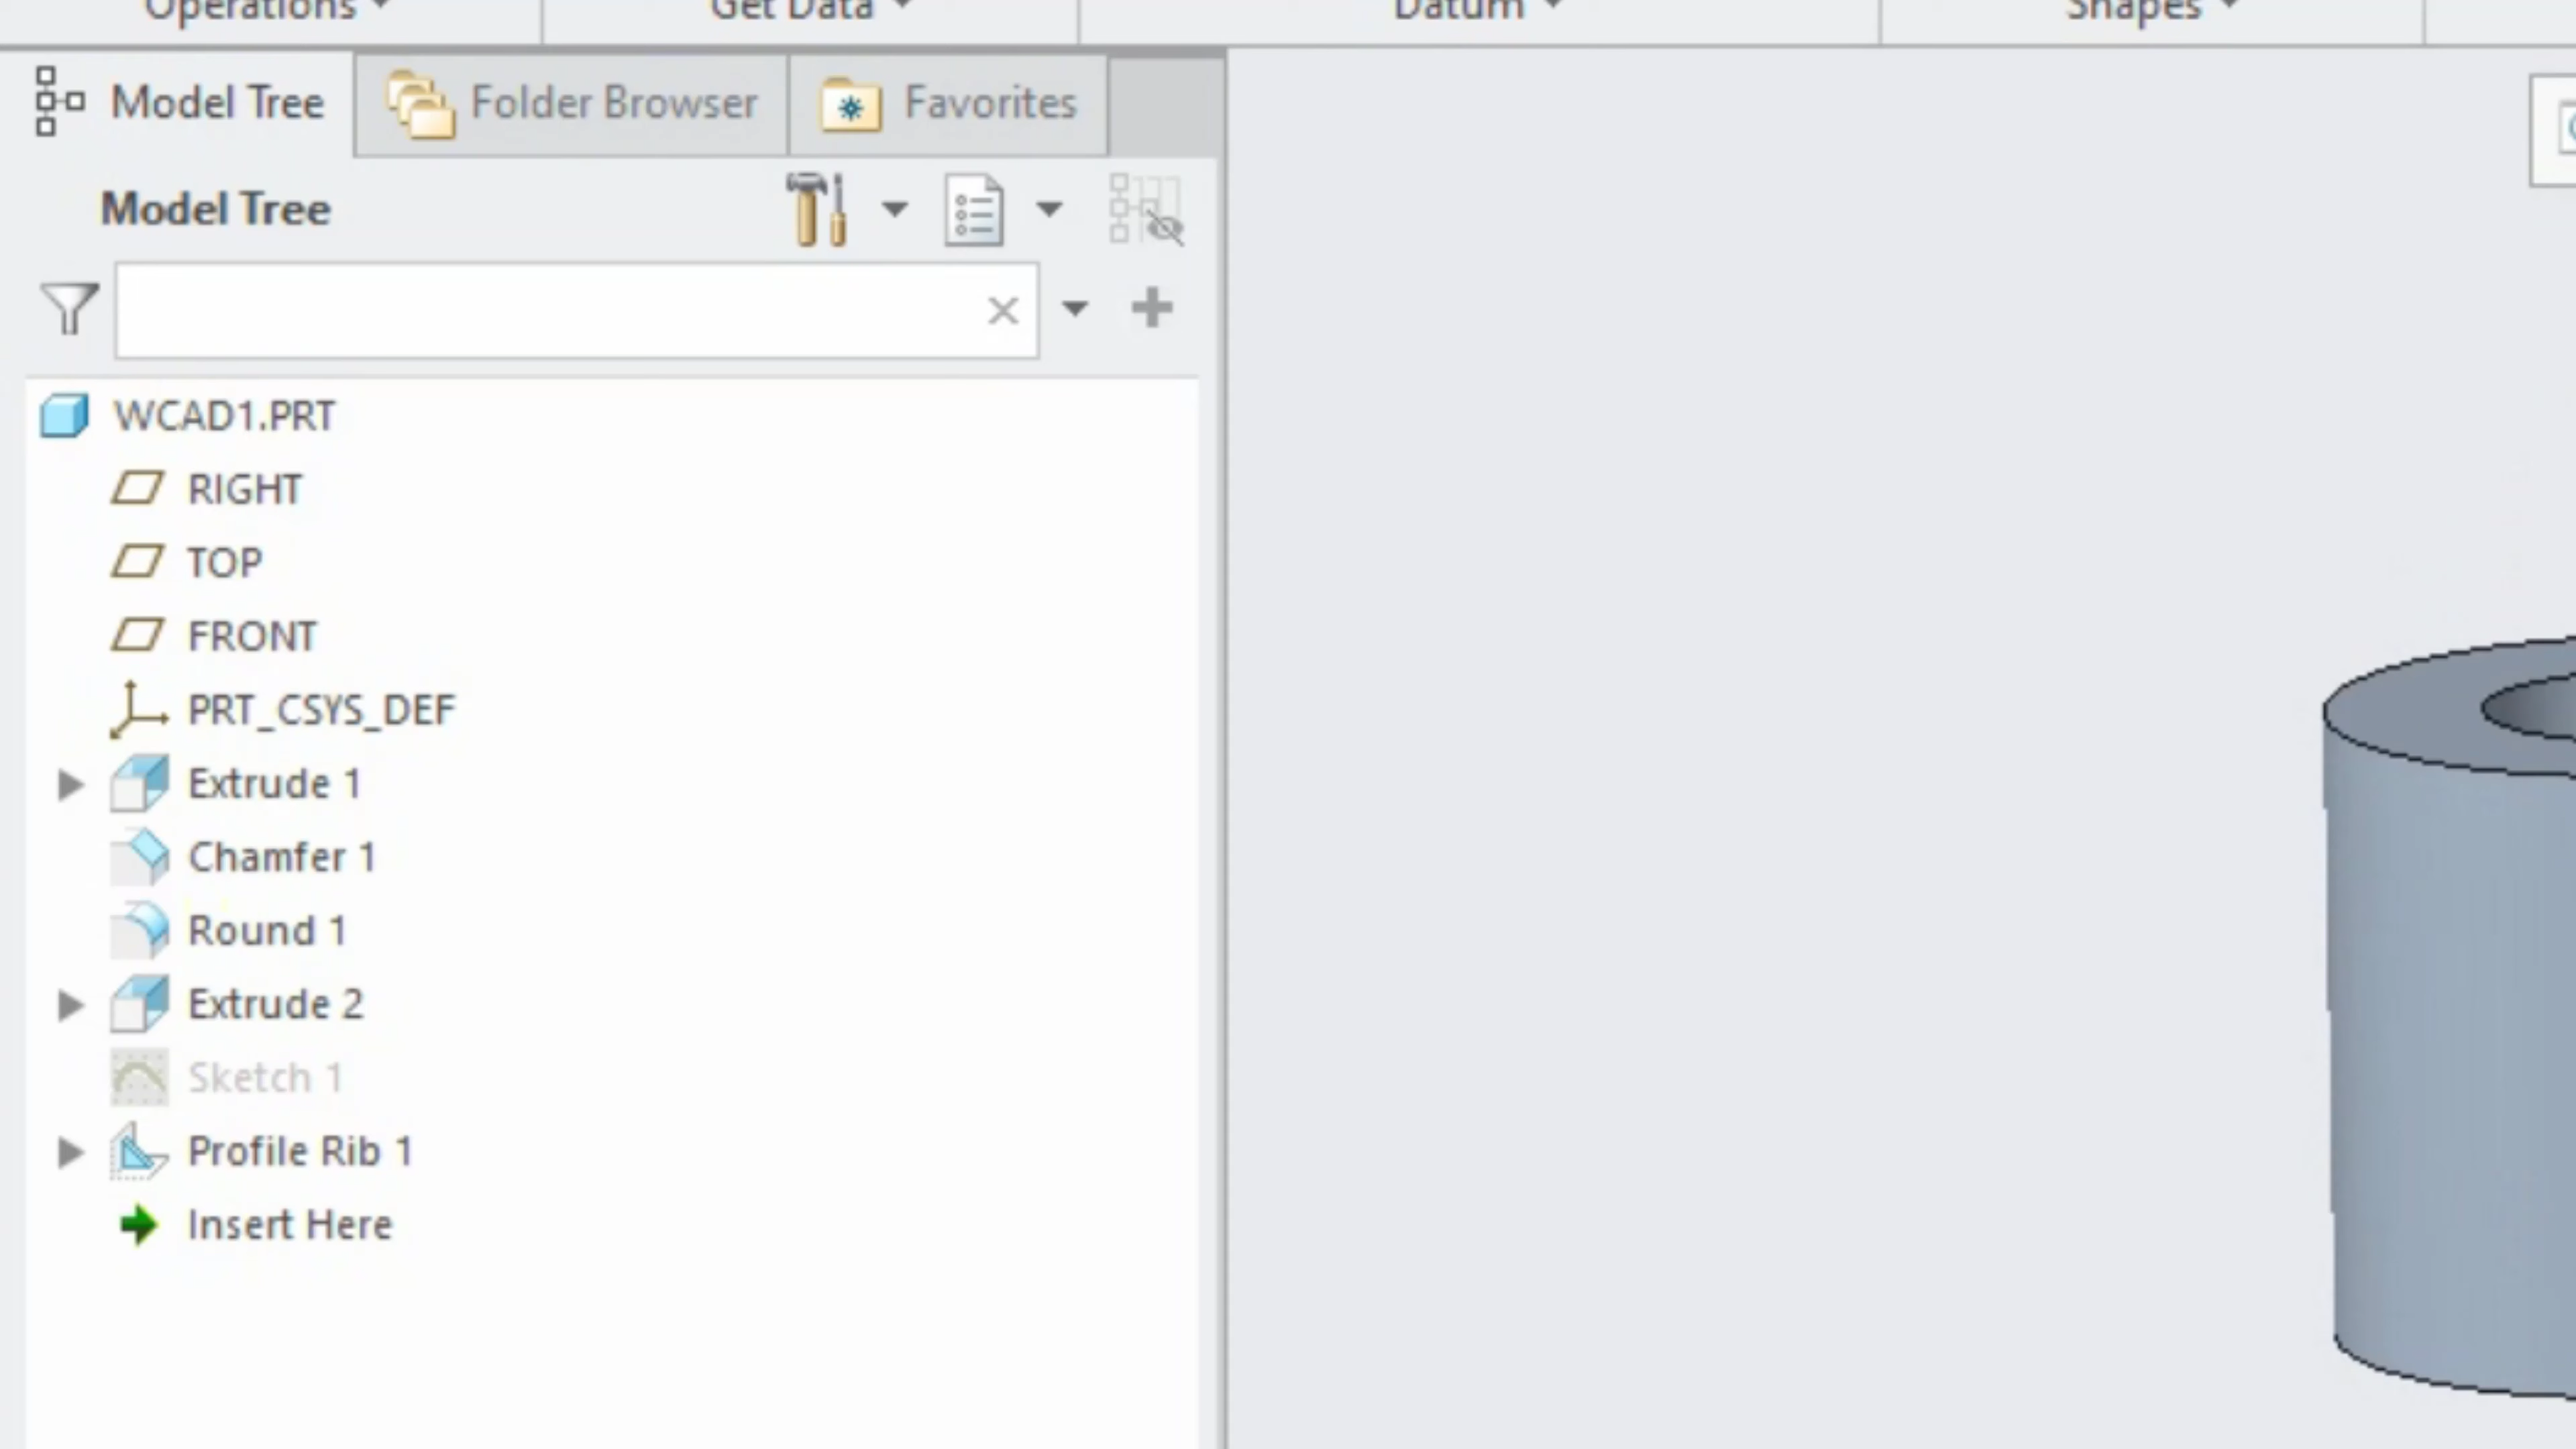 Operations Get Data Datum Shapes
Model Tree Folder Browser Favorites
Model Tree
WCAD1.PRT
RIGHT
TOP
FRONT
PRT_CSYS_DEF
Extrude 1
Chamfer 1
Round 1
Extrude 2
Sketch 1
Profile Rib 1
Insert Here